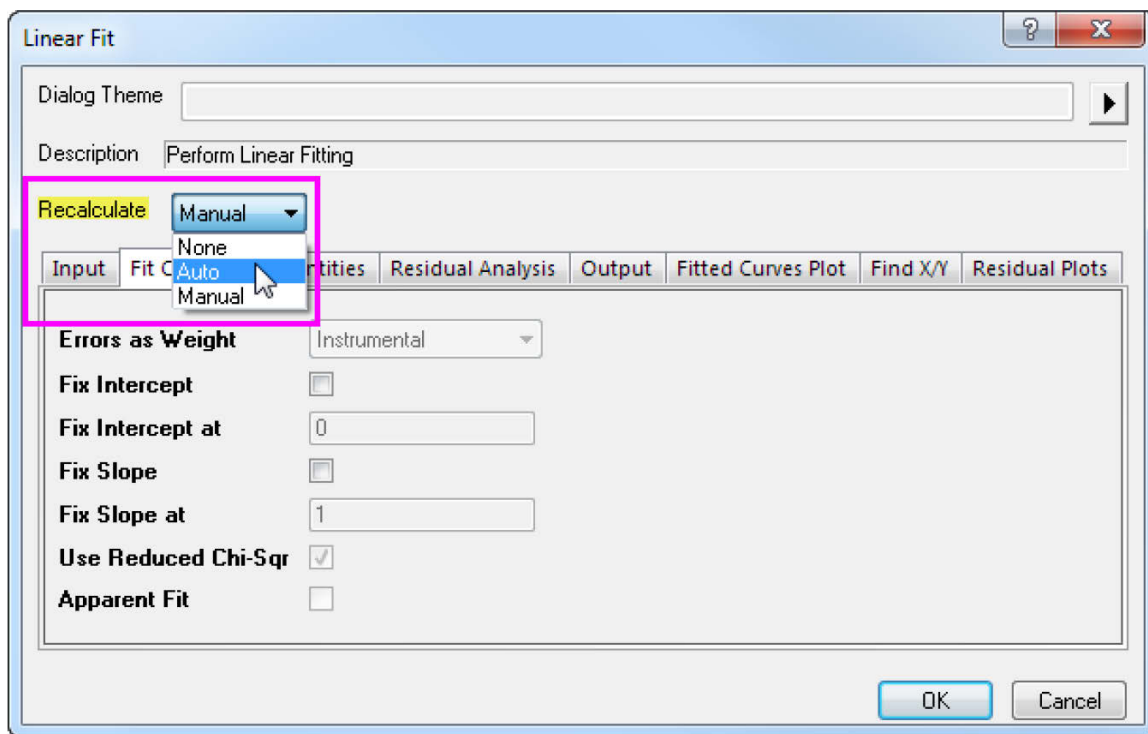 Linear Fit
Dialog Theme
Description Perform Linear Fitting
Recalculate Manual
None
Auto
Manual
Input Fit C ntities Residual Analysis Output Fitted Curves Plot Find X/Y Residual Plots
Errors as Weight Instrumental
Fix Intercept
Fix Intercept at 0
Fix Slope
Fix Slope at 1
Use Reduced Chi-Sqr
Apparent Fit
OK Cancel